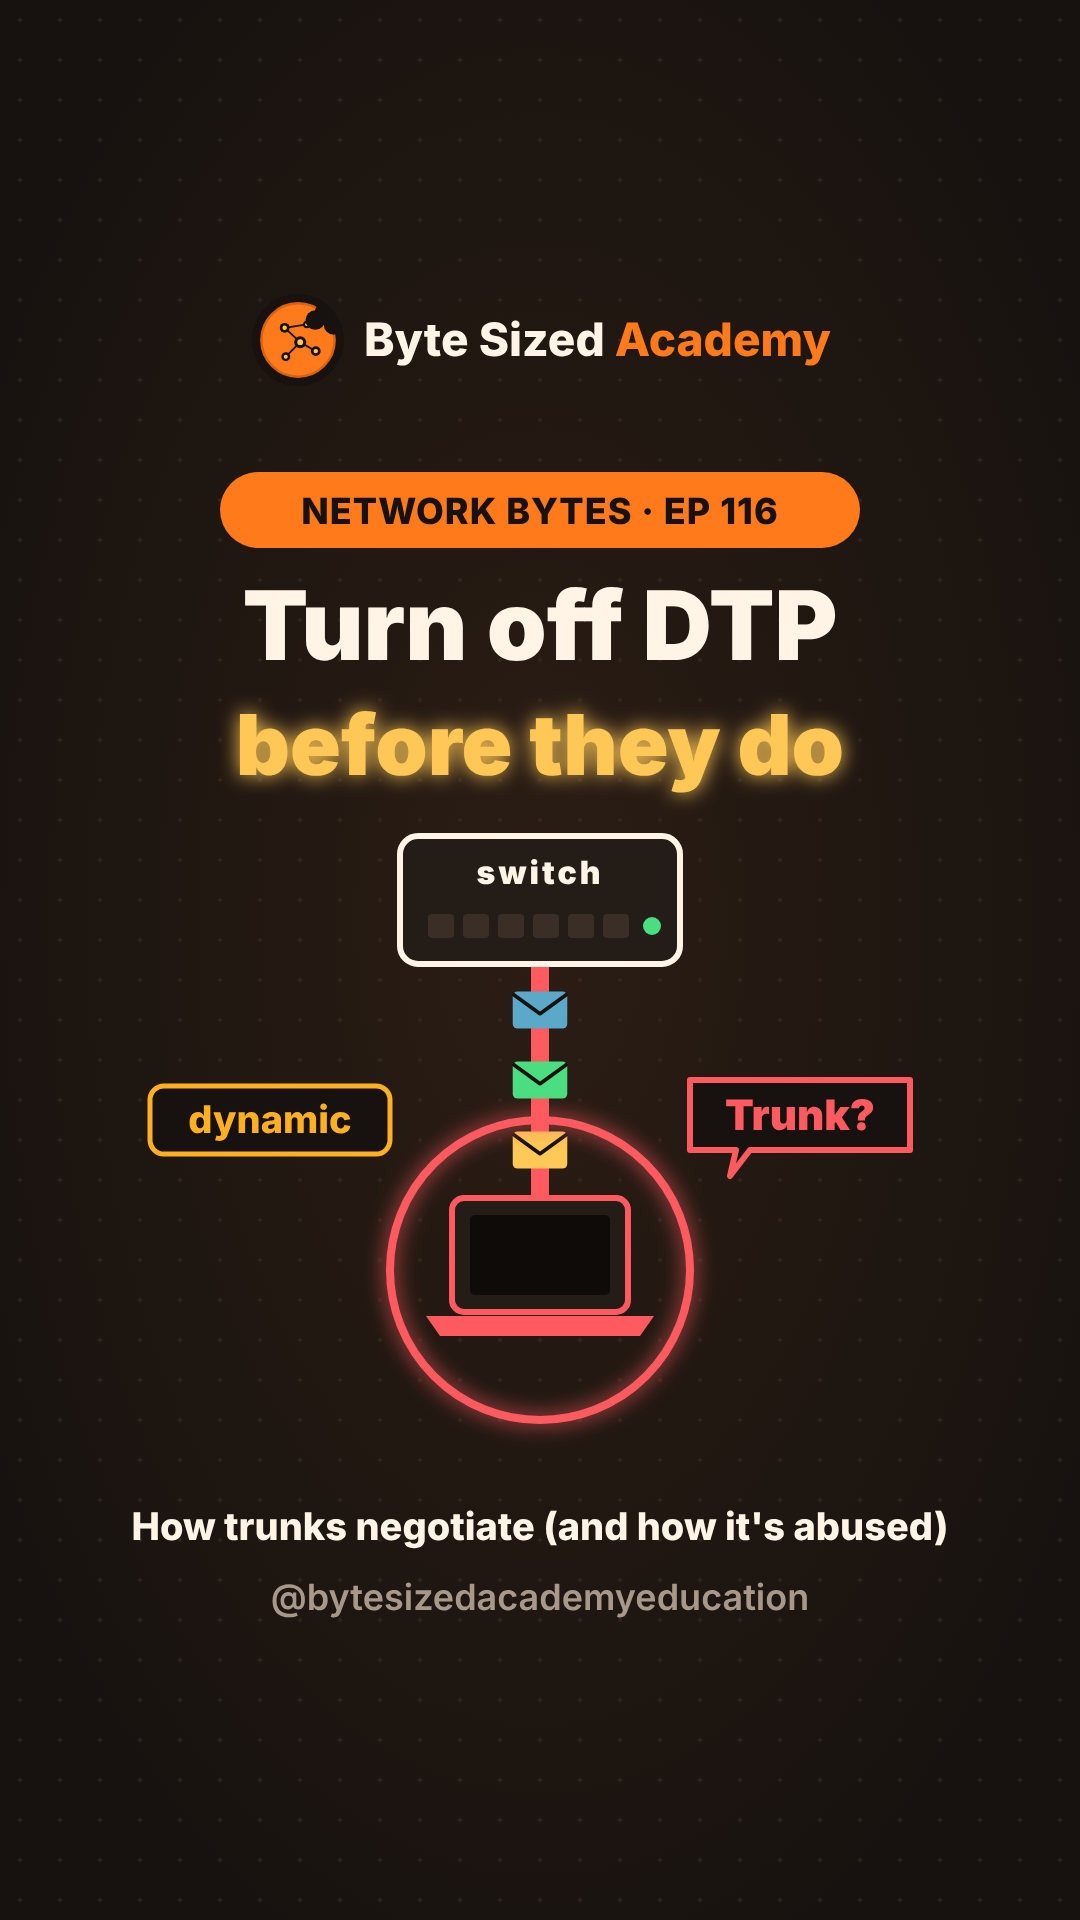 Byte Sized Academy
NETWORK BYTES · EP 116
Turn off DTP
before they do
switch
dynamic
Trunk?
How trunks negotiate (and how it's abused)
@bytesizedacademyeducation